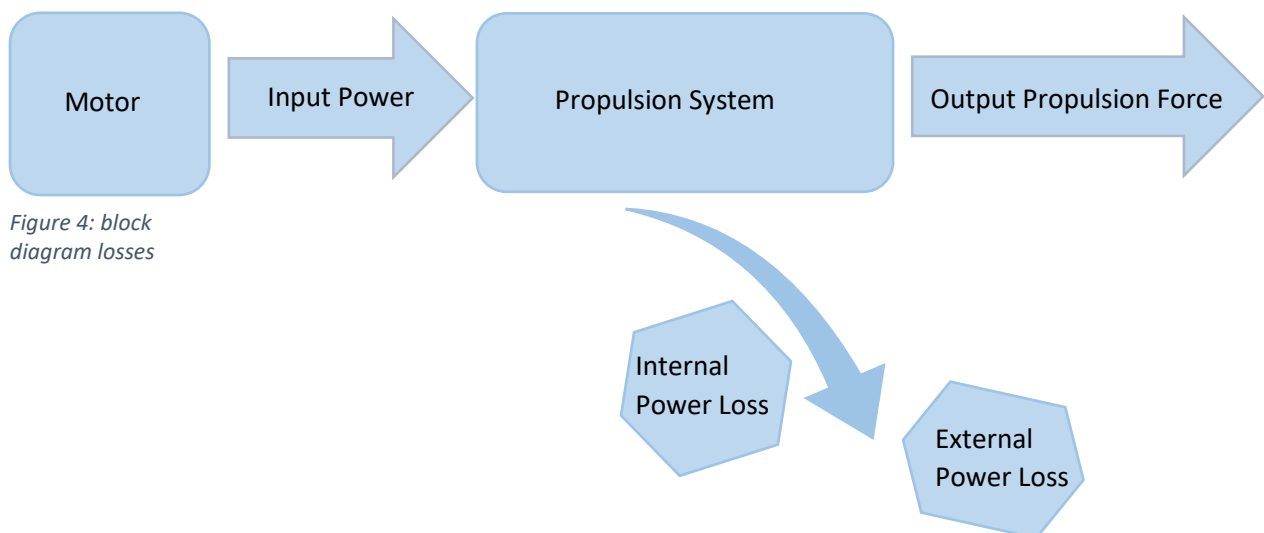 Motor
Input Power
Propulsion System
Output Propulsion Force
Figure 4: block
diagram losses
Internal
Power Loss
External
Power Loss